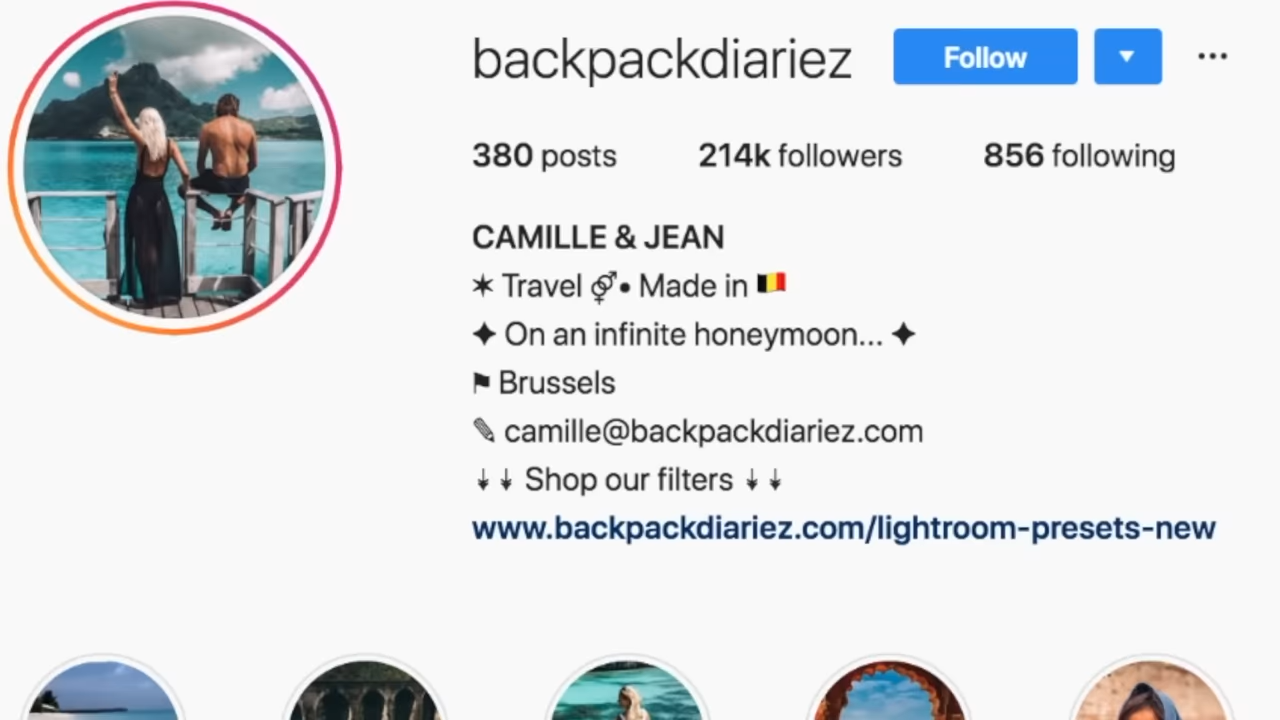 backpackdiariez Follow ▼ •••
380 posts 214k followers 856 following
CAMILLE & JEAN
✶ Travel ⚤• Made in 🇧🇪
✦ On an infinite honeymoon... ✦
⚑ Brussels
✎ camille@backpackdiariez.com
↡ ↡ Shop our filters ↡ ↡
www.backpackdiariez.com/lightroom-presets-new